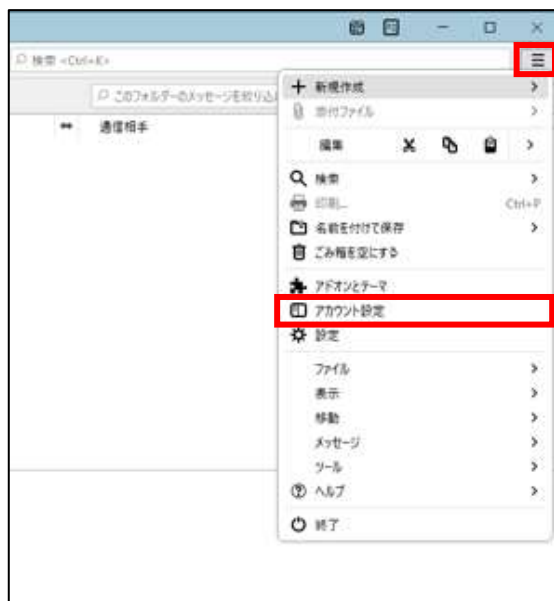 検索 <Ctrl+K>
このフォルダーのメッセージを絞り込
通信相手
新規作成
添付ファイル
編集
検索
印刷... Ctrl+P
名前を付けて保存
ごみ箱を空にする
アドオンとテーマ
アカウント設定
設定
ファイル
表示
移動
メッセージ
ツール
ヘルプ
終了